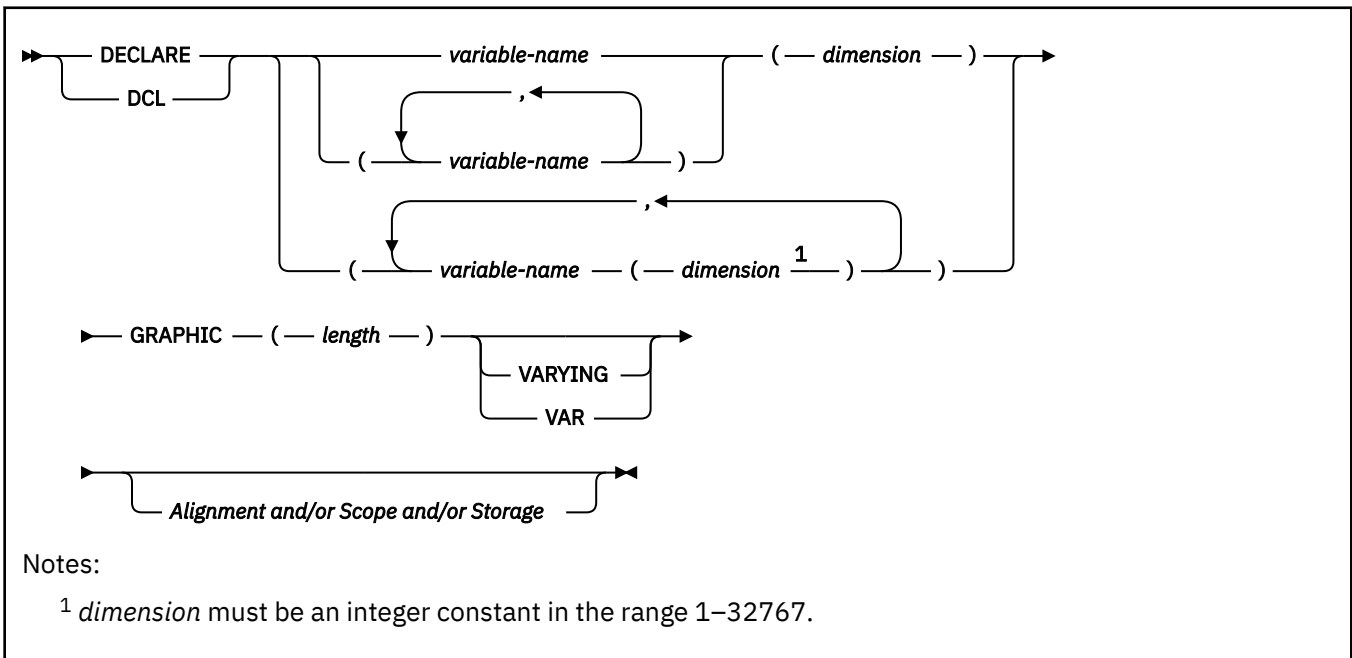 DECLARE variable-name ( dimension )
DCL ,
( variable-name )
,
( variable-name ( dimension 1 ) )
GRAPHIC ( length )
VARYING
VAR
Alignment and/or Scope and/or Storage
Notes:
1 dimension must be an integer constant in the range 1–32767.